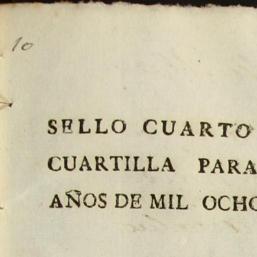 10
SELLO CUARTO
CUARTILLA PARA
AÑOS DE MIL OCHO